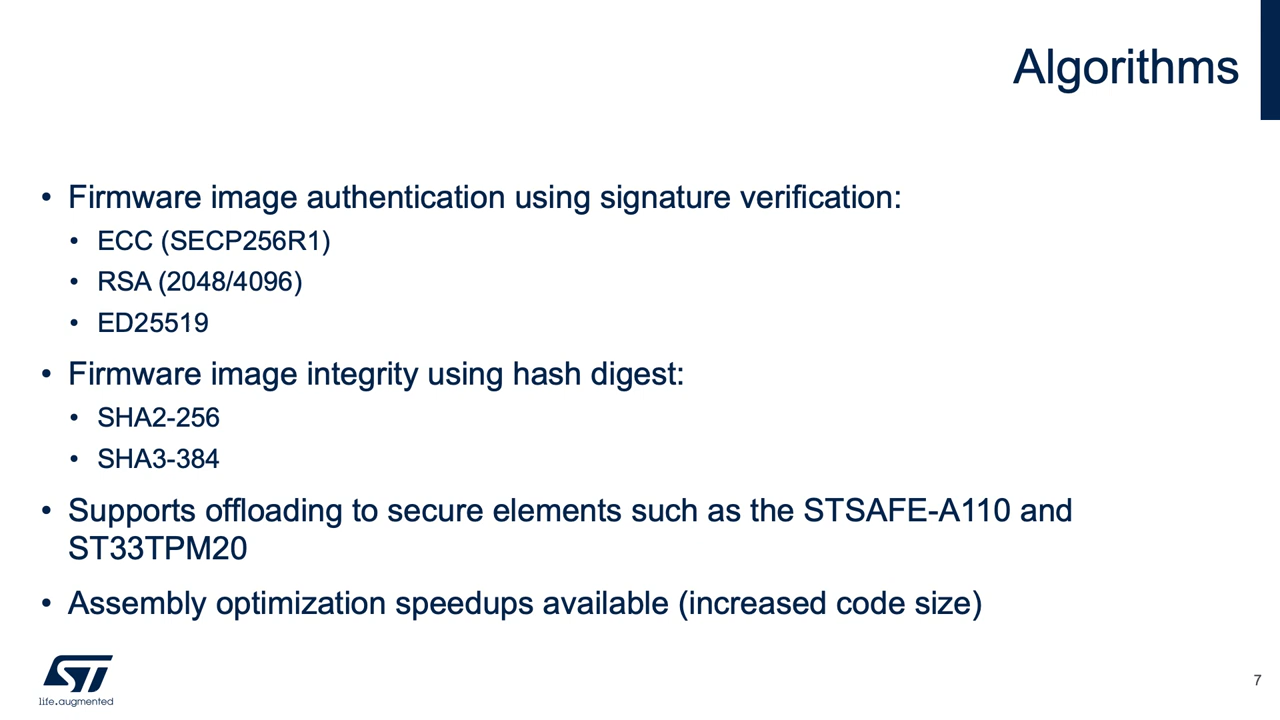 Algorithms
• Firmware image authentication using signature verification:
• ECC (SECP256R1)
• RSA (2048/4096)
• ED25519
• Firmware image integrity using hash digest:
• SHA2-256
• SHA3-384
• Supports offloading to secure elements such as the STSAFE-A110 and
ST33TPM20
• Assembly optimization speedups available (increased code size)
ST
life.augmented
7